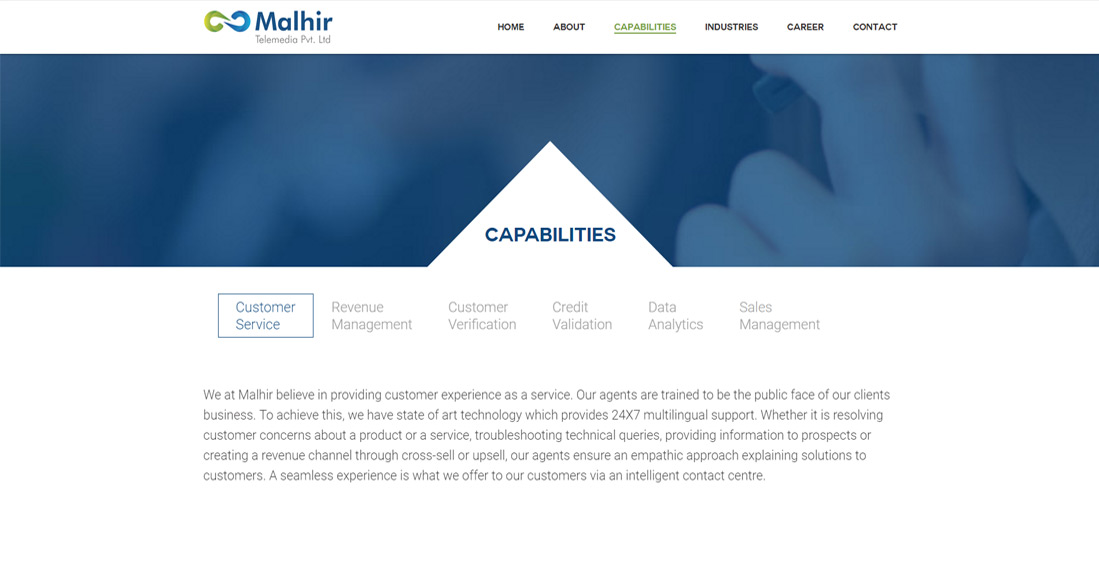 Malhir
Telemedia Pvt. Ltd
HOME ABOUT CAPABILITIES INDUSTRIES CAREER CONTACT
CAPABILITIES
Customer Service
Revenue Management
Customer Verification
Credit Validation
Data Analytics
Sales Management
We at Malhir believe in providing customer experience as a service. Our agents are trained to be the public face of our clients
business. To achieve this, we have state of art technology which provides 24X7 multilingual support. Whether it is resolving
customer concerns about a product or a service, troubleshooting technical queries, providing information to prospects or
creating a revenue channel through cross-sell or upsell, our agents ensure an empathic approach explaining solutions to
customers. A seamless experience is what we offer to our customers via an intelligent contact centre.